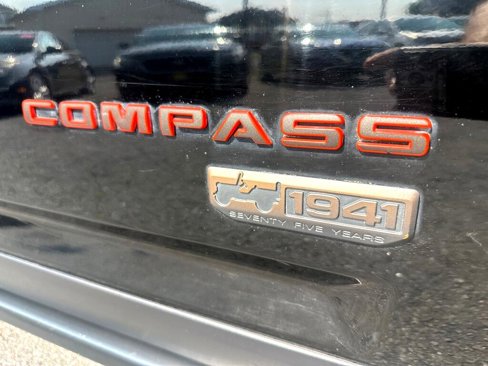 COMPASS
1941
SEVENTY FIVE YEARS